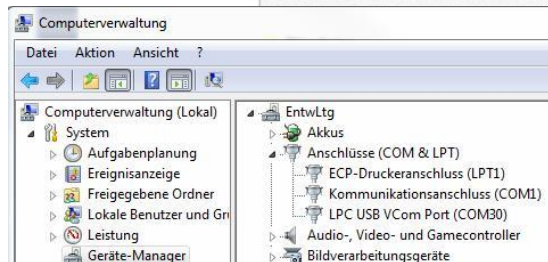 Computerverwaltung
Datei Aktion Ansicht ?
Computerverwaltung (Lokal)
System
Aufgabenplanung
Ereignisanzeige
Freigegebene Ordner
Lokale Benutzer und Gru
Leistung
Geräte-Manager
EntwLtg
Akkus
Anschlüsse (COM & LPT)
ECP-Druckeranschluss (LPT1)
Kommunikationsanschluss (COM1)
LPC USB VCom Port (COM30)
Audio-, Video- und Gamecontroller
Bildverarbeitungsgeräte